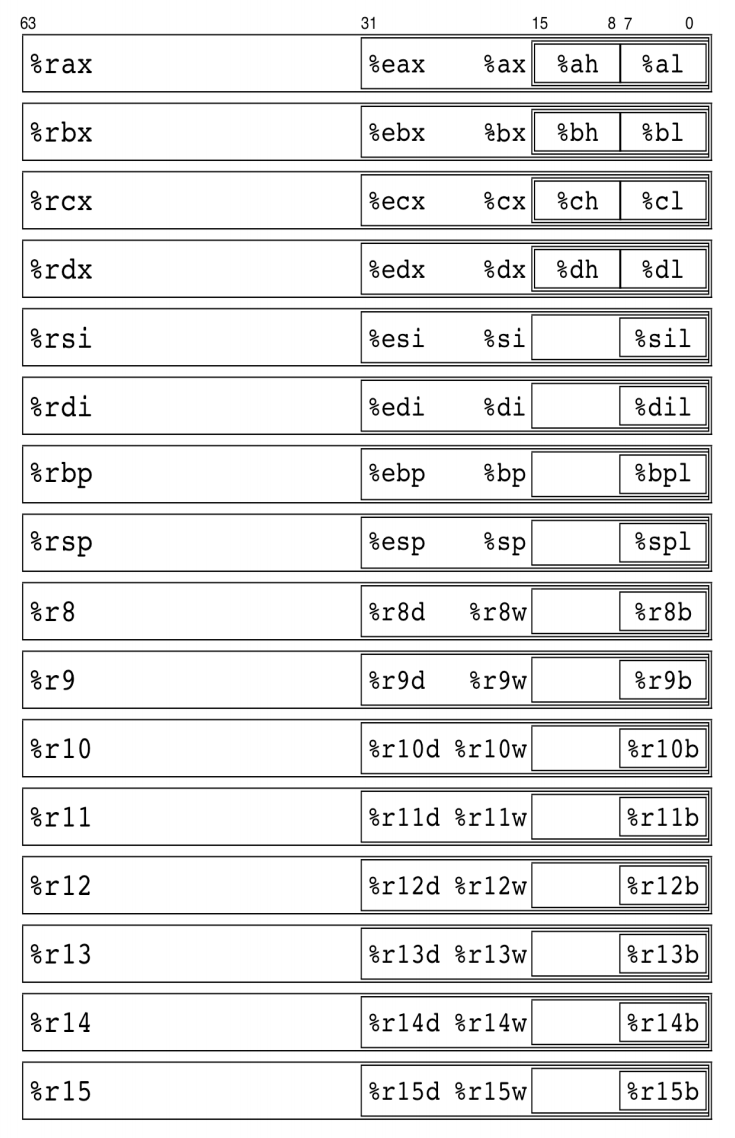 63 31 15 8 7 0
%rax %eax %ax %ah %al
%rbx %ebx %bx %bh %bl
%rcx %ecx %cx %ch %cl
%rdx %edx %dx %dh %dl
%rsi %esi %si %sil
%rdi %edi %di %dil
%rbp %ebp %bp %bpl
%rsp %esp %sp %spl
%r8 %r8d %r8w %r8b
%r9 %r9d %r9w %r9b
%r10 %r10d %r10w %r10b
%r11 %r11d %r11w %r11b
%r12 %r12d %r12w %r12b
%r13 %r13d %r13w %r13b
%r14 %r14d %r14w %r14b
%r15 %r15d %r15w %r15b